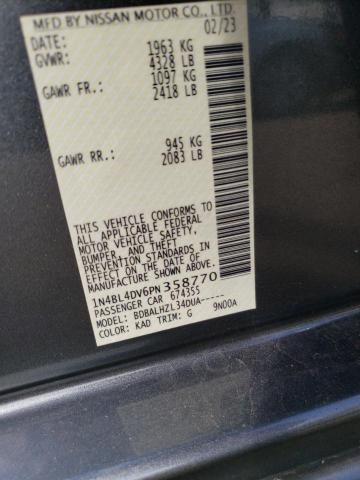 MFD BY NISSAN MOTOR CO., LTD.
DATE: 02/23
GVWR: 1963 KG
4328 LB
GAWR FR.: 1097 KG
2418 LB
GAWR RR.: 945 KG
2083 LB
THIS VEHICLE CONFORMS TO
ALL APPLICABLE FEDERAL
MOTOR VEHICLE SAFETY,
BUMPER, AND THEFT
PREVENTION STANDARDS IN
EFFECT ON THE DATE OF
MANUFACTURE SHOWN ABOVE.
1N4BL4DV6PN358770
PASSENGER CAR 674355
MODEL: BDBALHZL34DUA-----
COLOR: KAD TRIM: G 9N00A